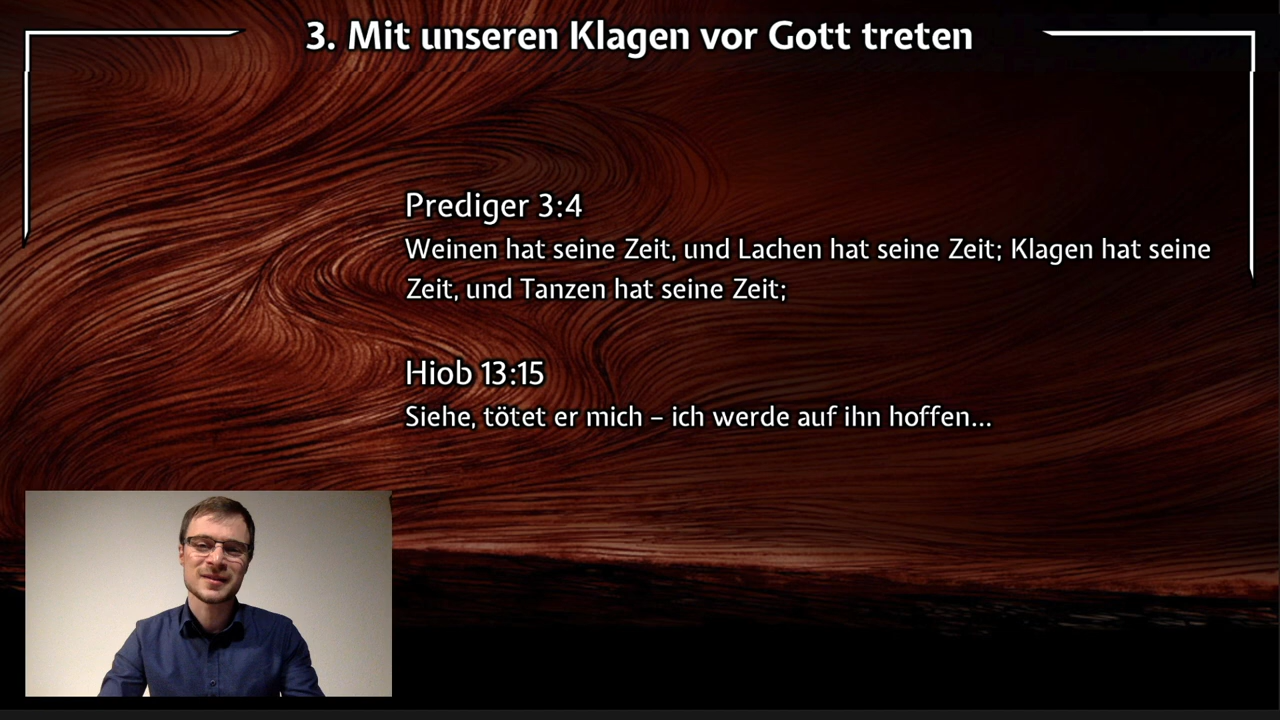 3. Mit unseren Klagen vor Gott treten
Prediger 3:4
Weinen hat seine Zeit, und Lachen hat seine Zeit; Klagen hat seine
Zeit, und Tanzen hat seine Zeit;
Hiob 13:15
Siehe, tötet er mich – ich werde auf ihn hoffen...